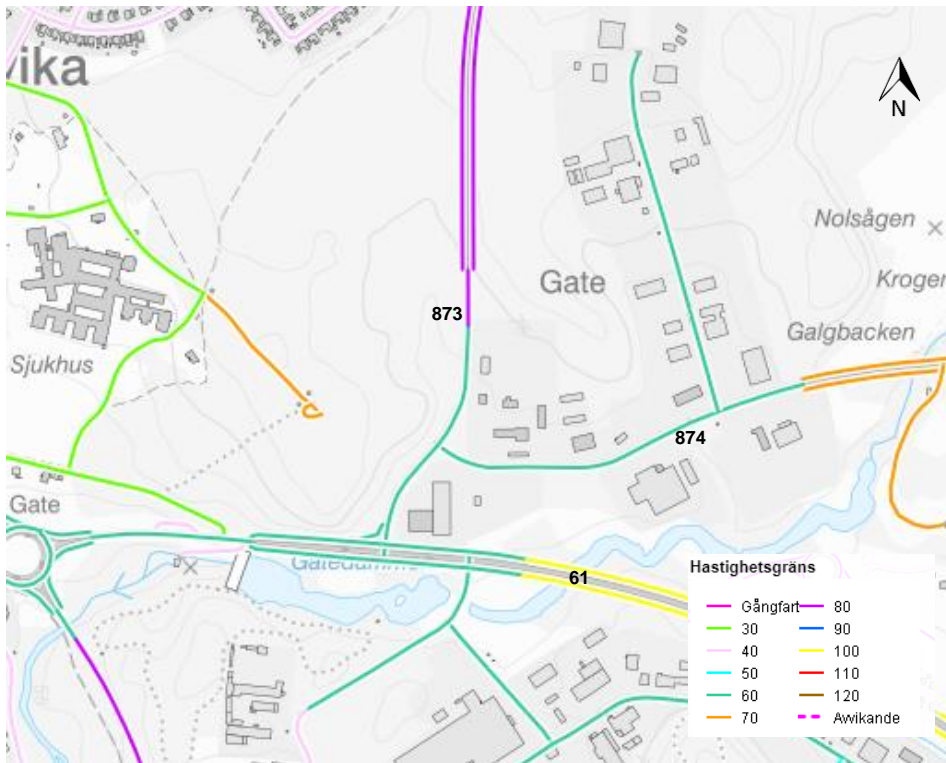 vika
N
Nolsågen
Kroger
Gate
873
Galgbacken
Sjukhus
874
Gate
61
Hastighetsgräns
Gångfart
30
40
50
60
70
80
90
100
110
120
Avvikande